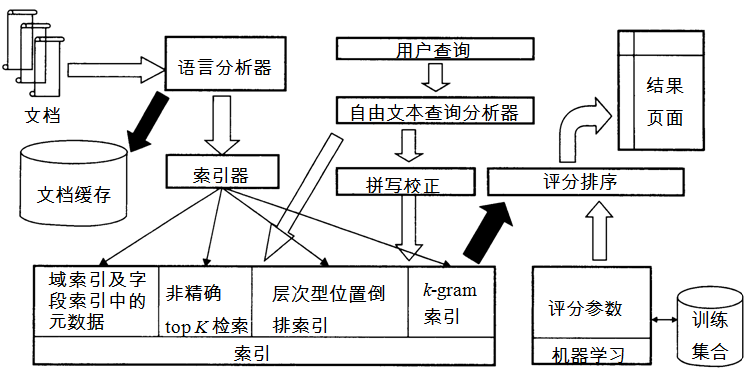 文档
语言分析器
文档缓存
索引器
用户查询
自由文本查询分析器
拼写校正
评分排序
结果
页面
域索引及字
段索引中的
元数据
非精确
top K 检索
层次型位置倒
排索引
k-gram
索引
索引
评分参数
机器学习
训练
集合